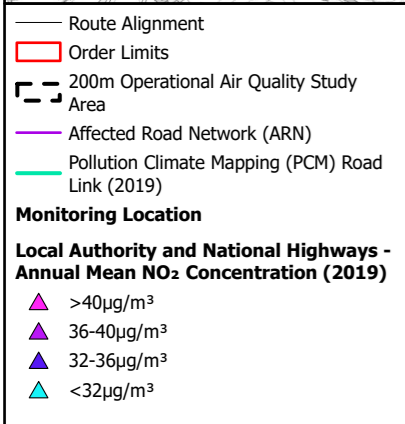 Route Alignment
Order Limits
200m Operational Air Quality Study
Area
Affected Road Network (ARN)
Pollution Climate Mapping (PCM) Road
Link (2019)
Monitoring Location
Local Authority and National Highways -
Annual Mean NO₂ Concentration (2019)
>40µg/m³
36-40µg/m³
32-36µg/m³
<32µg/m³